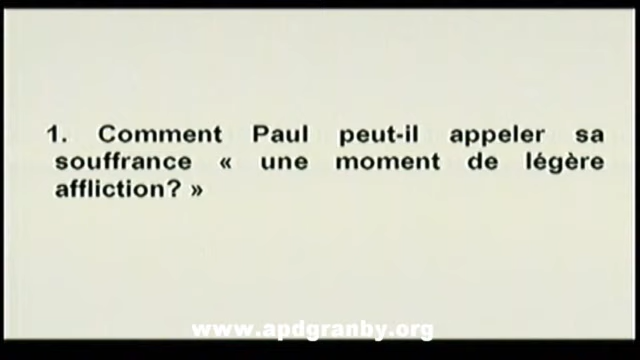 1. Comment Paul peut-il appeler sa
souffrance « une moment de légère
affliction? »
www.apdgranby.org